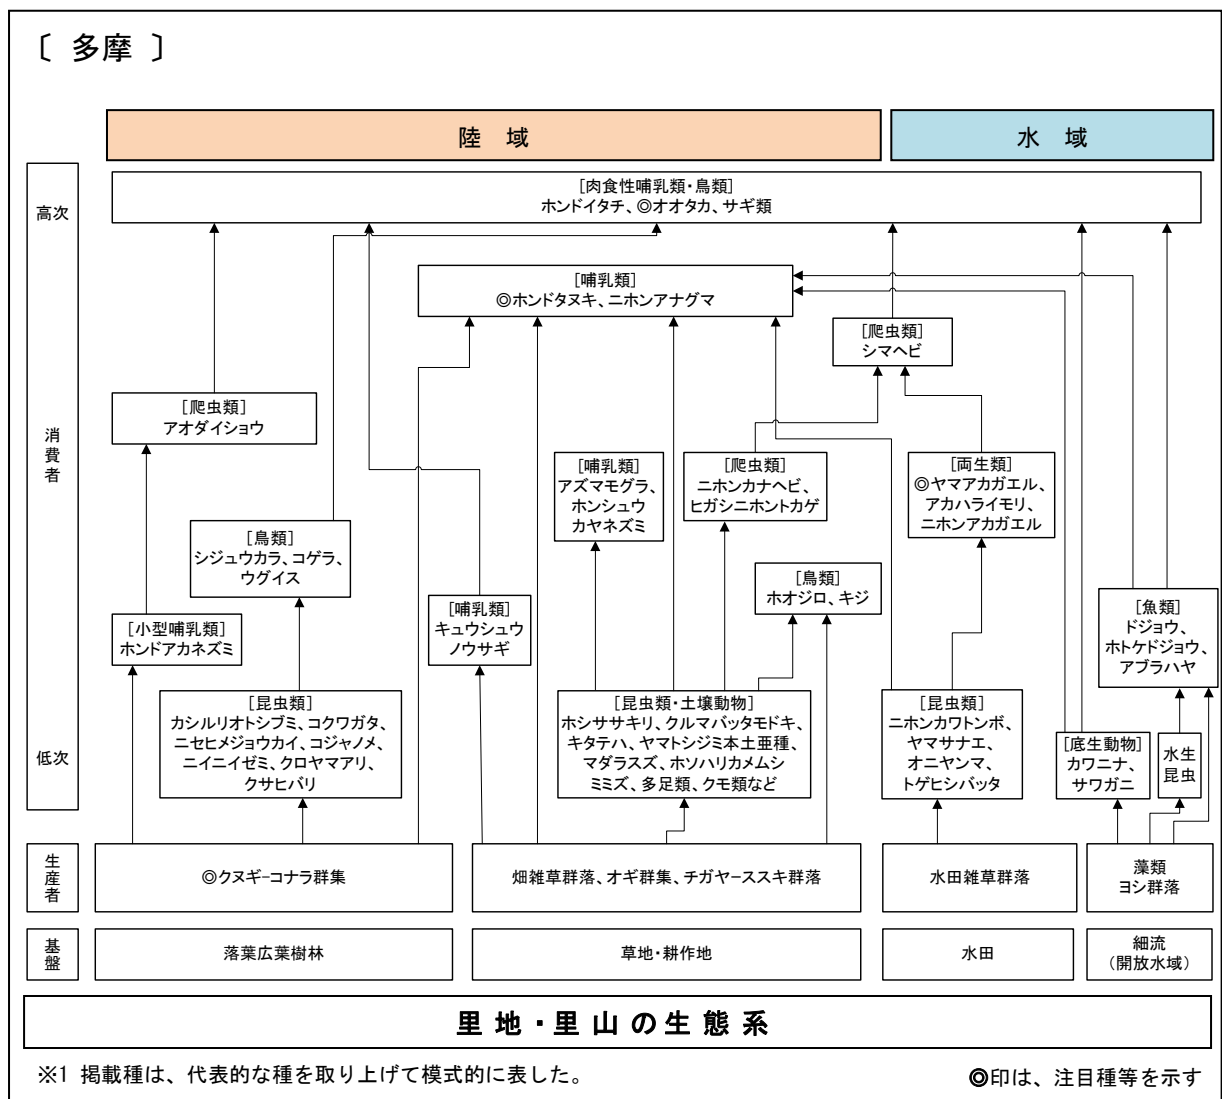 〔 多摩 〕
陸 域
水 域
高次
消費者
低次
生産者
基盤
[肉食性哺乳類・鳥類]
ホンドイタチ、◎オオタカ、サギ類
[哺乳類]
◎ホンドタヌキ、ニホンアナグマ
[爬虫類]
シマヘビ
[爬虫類]
アオダイショウ
[哺乳類]
アズマモグラ、
ホンシュウ
カヤネズミ
[爬虫類]
ニホンカナヘビ、
ヒガシニホントカゲ
[両生類]
◎ヤマアカガエル、
アカハライモリ、
ニホンアカガエル
[鳥類]
シジュウカラ、コゲラ、
ウグイス
[鳥類]
ホオジロ、キジ
[小型哺乳類]
ホンドアカネズミ
[哺乳類]
キュウシュウ
ノウサギ
[魚類]
ドジョウ、
ホトケドジョウ、
アブラハヤ
[昆虫類]
カシルリオトシブミ、コクワガタ、
ニセヒメジョウカイ、コジャノメ、
ニイニイゼミ、クロヤマアリ、
クサヒバリ
[昆虫類・土壌動物]
ホシササキリ、クルマバッタモドキ、
キタテハ、ヤマトシジミ本土亜種、
マダラスズ、ホソハリカメムシ
ミミズ、多足類、クモ類など
[昆虫類]
ニホンカワトンボ、
ヤマサナエ、
オニヤンマ、
トゲヒシバッタ
[底生動物]
カワニナ、
サワガニ
水生
昆虫
◎クヌギ-コナラ群集
畑雑草群落、オギ群集、チガヤ-ススキ群落
水田雑草群落
藻類
ヨシ群落
落葉広葉樹林
草地・耕作地
水田
細流
(開放水域)
里地・里山の生態系
※1 掲載種は、代表的な種を取り上げて模式的に表した。
◎印は、注目種等を示す